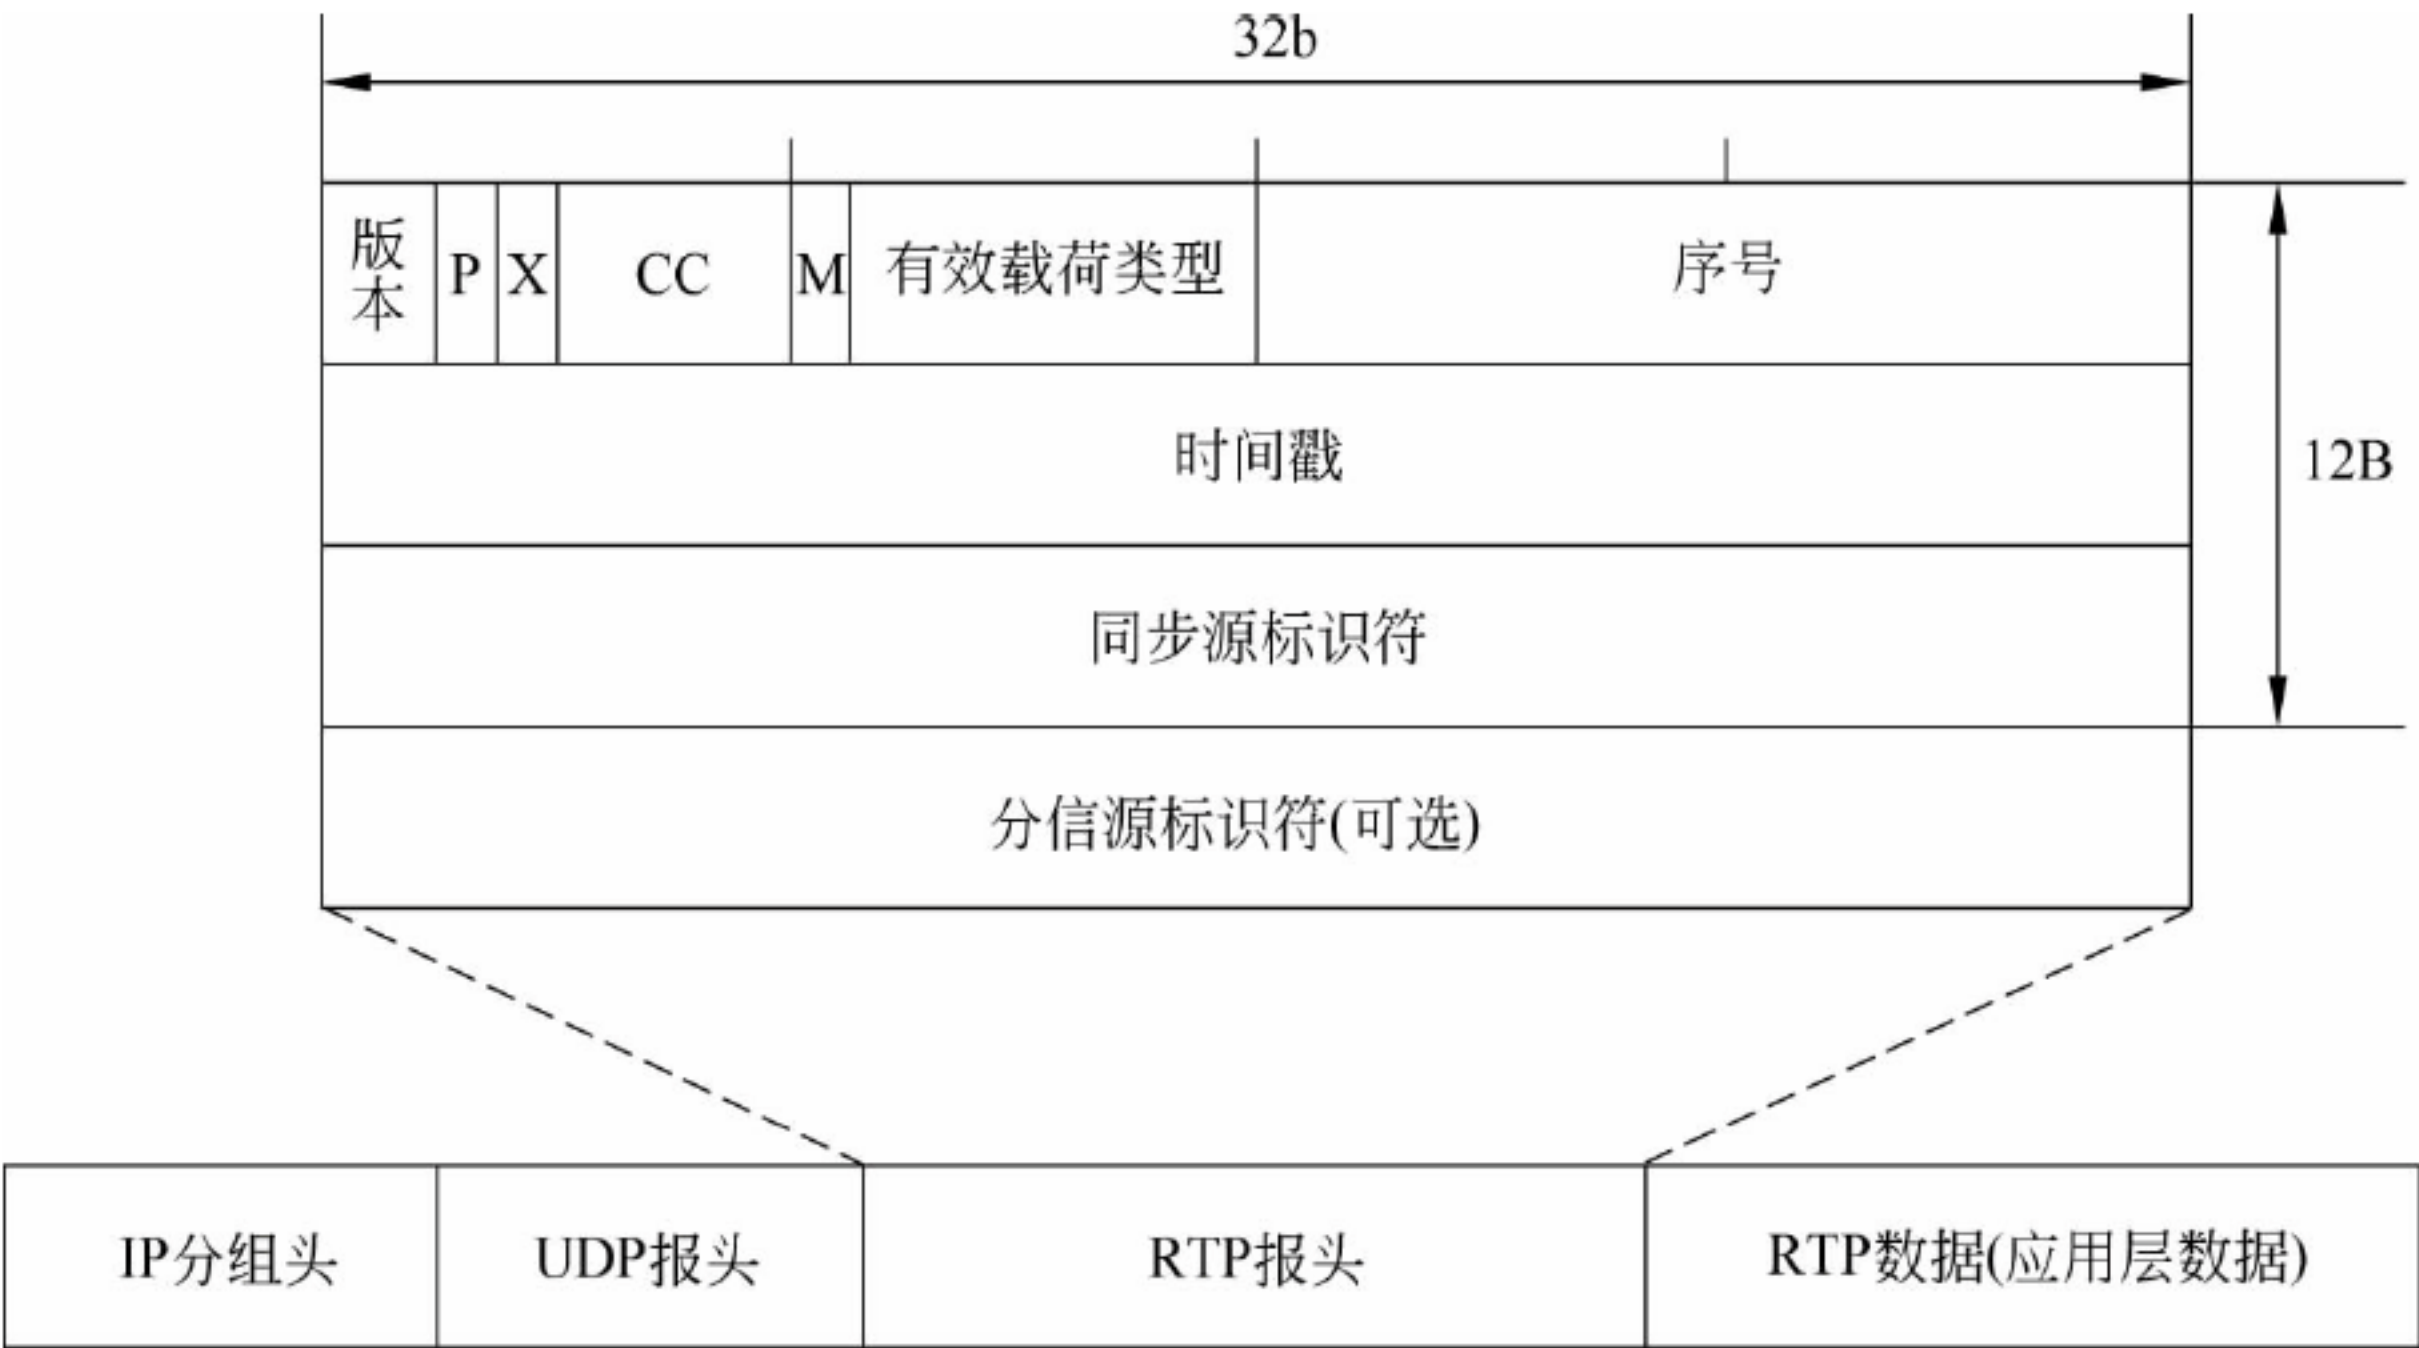 32b
版本 P X CC M 有效载荷类型 序号
时间戳
12B
同步源标识符
分信源标识符(可选)
IP分组头 UDP报头 RTP报头 RTP数据(应用层数据)